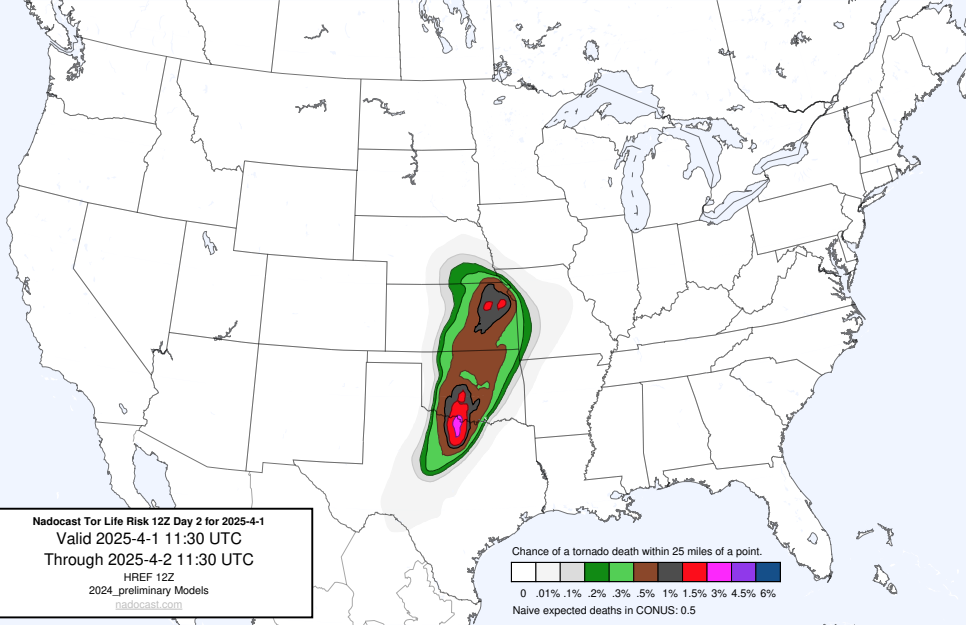 Nadocast Tor Life Risk 12Z Day 2 for 2025-4-1
Valid 2025-4-1 11:30 UTC
Through 2025-4-2 11:30 UTC
HREF 12Z
2024_preliminary Models
nadocast.com
Chance of a tornado death within 25 miles of a point.
0 .01% .1% .2% .3% .5% 1% 1.5% 3% 4.5% 6%
Naive expected deaths in CONUS: 0.5